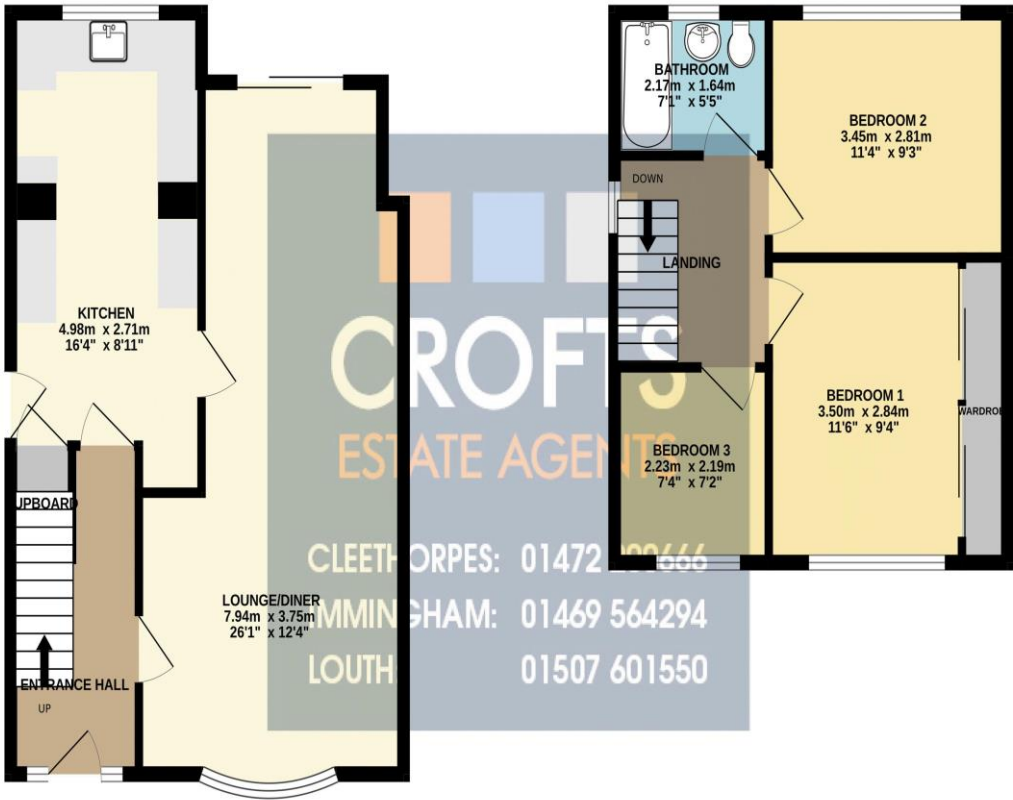 KITCHEN
4.98m x 2.71m
16'4" x 8'11"
UPBOARD
ENTRANCE HALL
UP
LOUNGE/DINER
7.94m x 3.75m
26'1" x 12'4"
BATHROOM
2.17m x 1.64m
7'1" x 5'5"
BEDROOM 2
3.45m x 2.81m
11'4" x 9'3"
DOWN
LANDING
BEDROOM 1
3.50m x 2.84m
11'6" x 9'4"
WARDROB
BEDROOM 3
2.23m x 2.19m
7'4" x 7'2"
CROFTS
ESTATE AGENTS
CLEETHORPES: 01472
IMMINGHAM: 01469 564294
LOUTH: 01507 601550